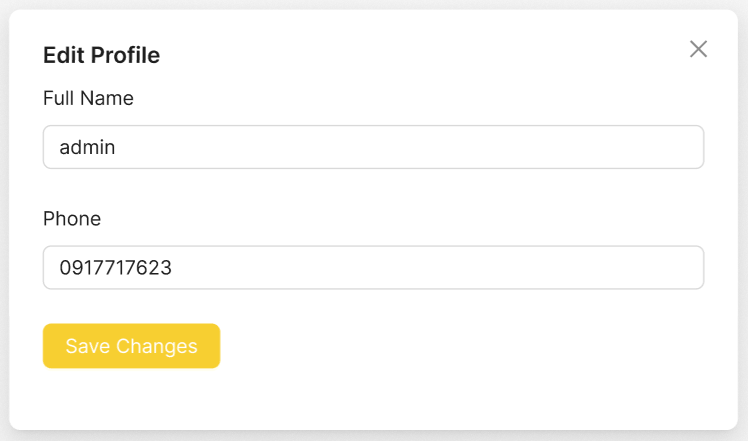 Edit Profile
Full Name
admin
Phone
0917717623
Save Changes